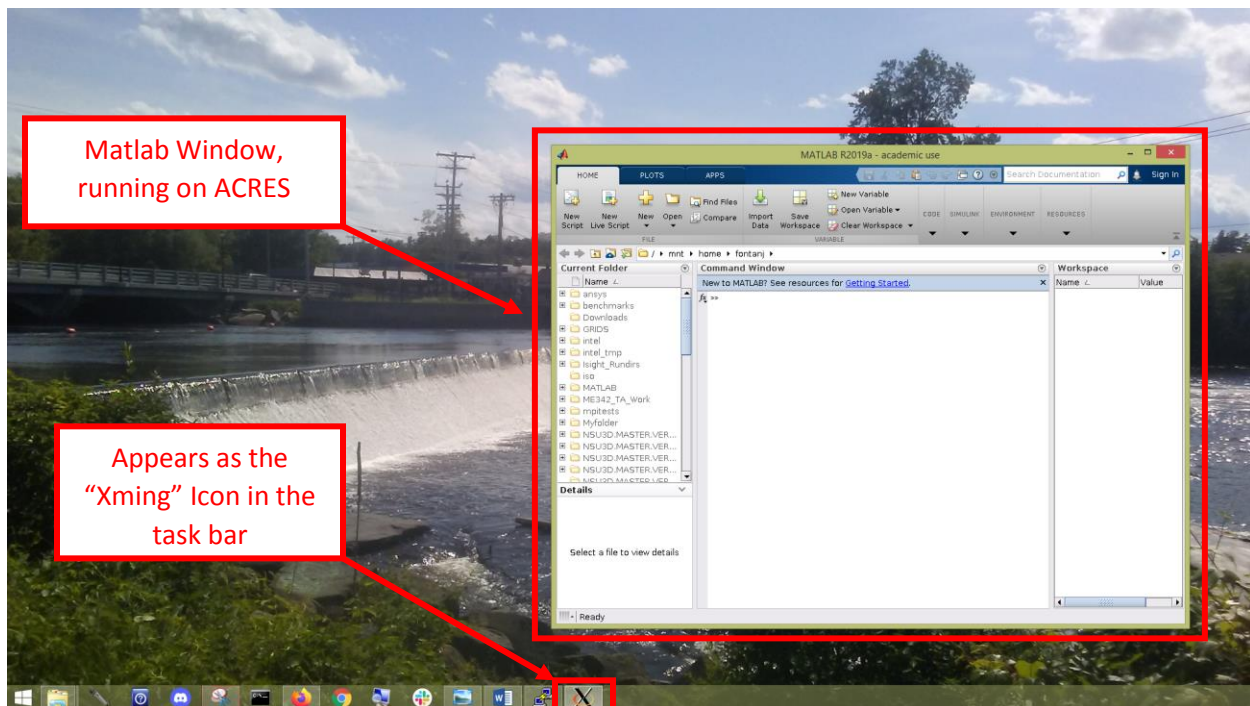 Matlab Window,
running on ACRES
Appears as the
“Xming” Icon in the
task bar
MATLAB R2019a - academic use
HOME PLOTS APPS Search Documentation Sign In
New Script
New Live Script
New
Open
Find Files
Compare
Import Data
Save Workspace
New Variable
Open Variable
Clear Workspace
CODE SIMULINK ENVIRONMENT RESOURCES
FILE VARIABLE
/ mnt home fontanj
Current Folder
Name
ansys
benchmarks
Downloads
GRIDS
intel
intel_tmp
Isight_Rundirs
iso
MATLAB
ME342_TA_Work
mpitests
Myfolder
NSU3D.MASTER.VER...
NSU3D.MASTER.VER...
NSU3D.MASTER.VER...
NSU3D.MASTER.VER...
Details
Select a file to view details
Command Window
New to MATLAB? See resources for Getting Started.
fx >>
Workspace
Name Value
Ready